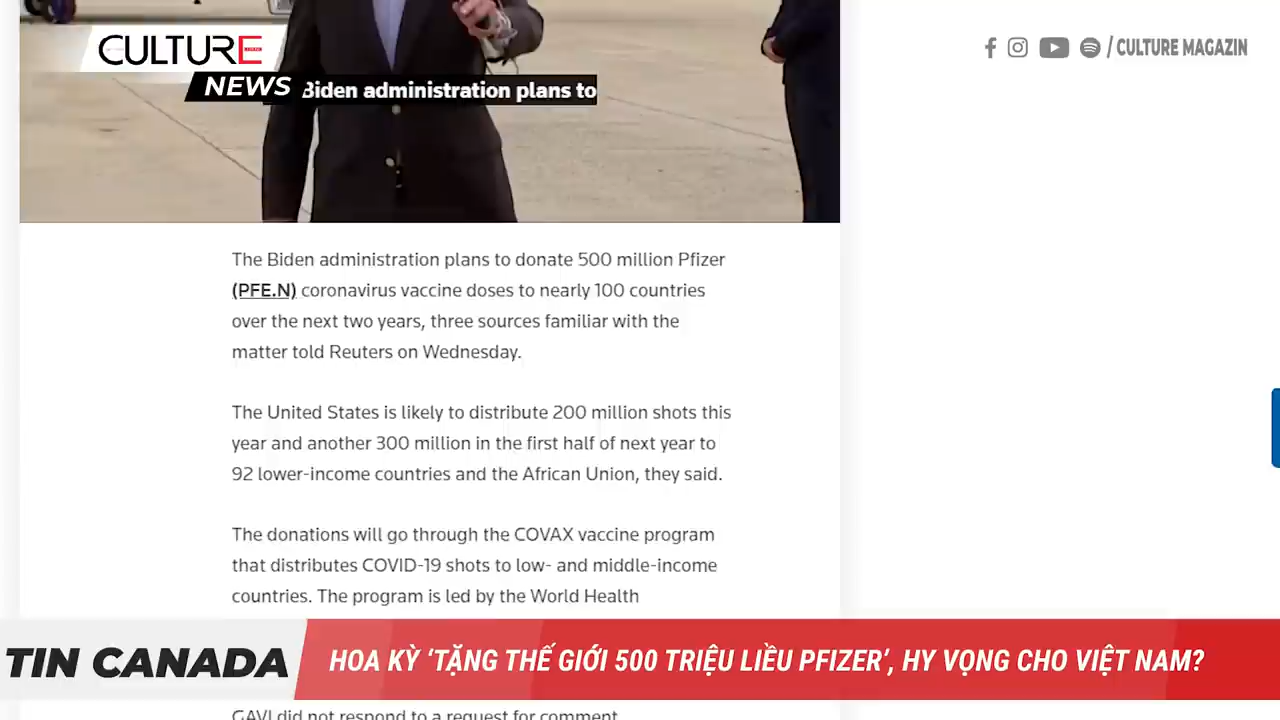 CULTURE
NEWS
/ CULTURE MAGAZIN
Biden administration plans to
The Biden administration plans to donate 500 million Pfizer
(PFE.N) coronavirus vaccine doses to nearly 100 countries
over the next two years, three sources familiar with the
matter told Reuters on Wednesday.
The United States is likely to distribute 200 million shots this
year and another 300 million in the first half of next year to
92 lower-income countries and the African Union, they said.
The donations will go through the COVAX vaccine program
that distributes COVID-19 shots to low- and middle-income
countries. The program is led by the World Health
TIN CANADA
HOA KỲ ‘TẶNG THẾ GIỚI 500 TRIỆU LIỀU PFIZER’, HY VỌNG CHO VIỆT NAM?
GAVI did not respond to a request for comment.